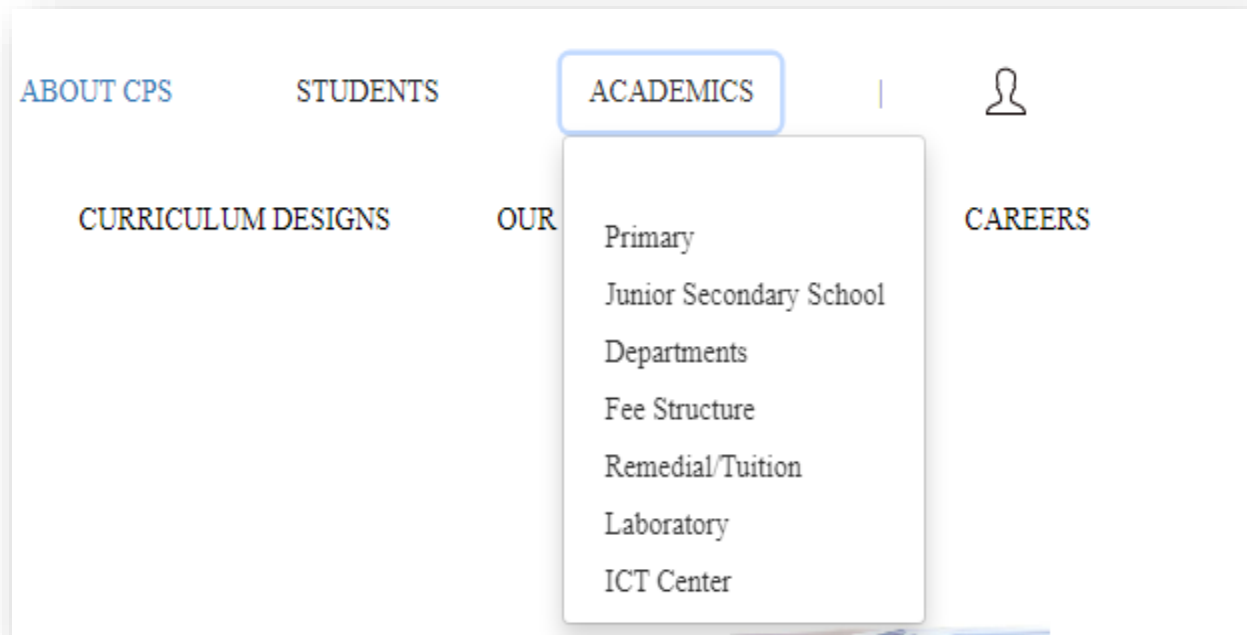 ABOUT CPS STUDENTS ACADEMICS |
CURRICULUM DESIGNS OUR CAREERS
Primary
Junior Secondary School
Departments
Fee Structure
Remedial/Tuition
Laboratory
ICT Center